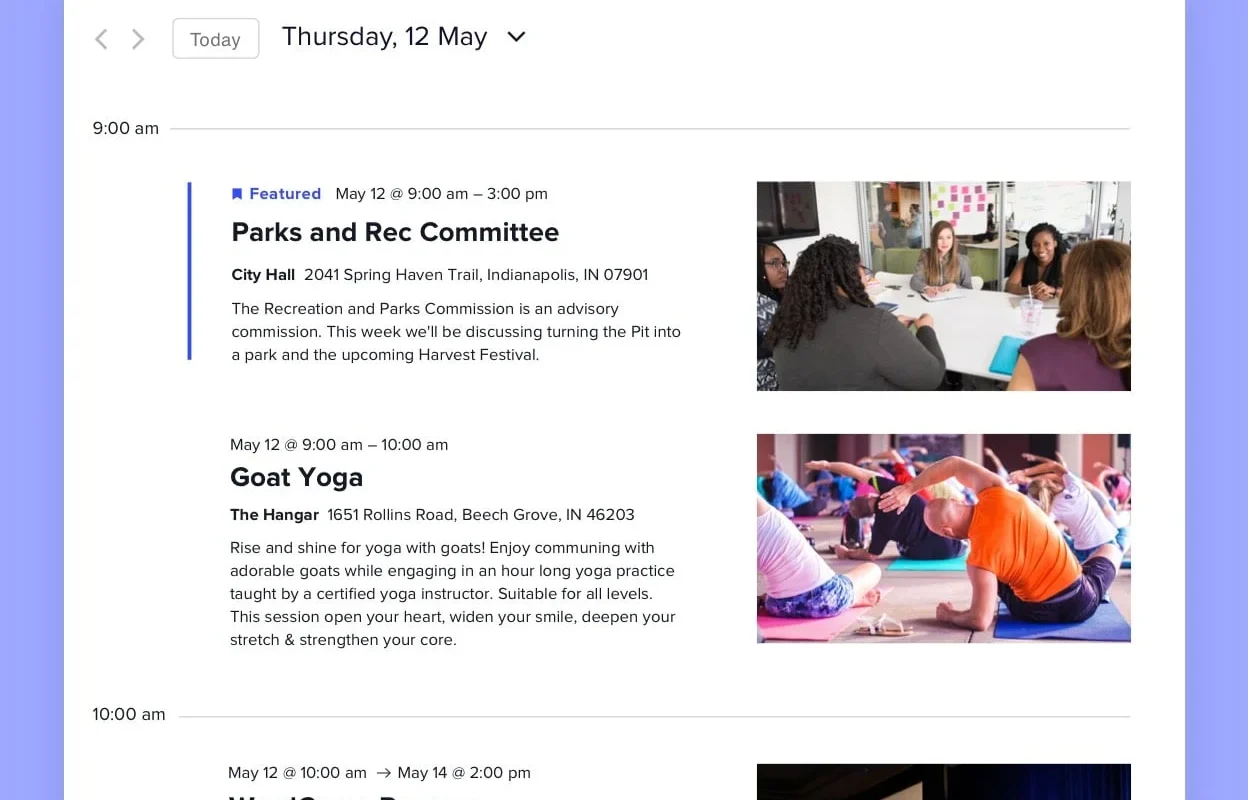 Today Thursday, 12 May
9:00 am
Featured May 12 @ 9:00 am – 3:00 pm
Parks and Rec Committee
City Hall 2041 Spring Haven Trail, Indianapolis, IN 07901
The Recreation and Parks Commission is an advisory
commission. This week we'll be discussing turning the Pit into
a park and the upcoming Harvest Festival.
May 12 @ 9:00 am – 10:00 am
Goat Yoga
The Hangar 1651 Rollins Road, Beech Grove, IN 46203
Rise and shine for yoga with goats! Enjoy communing with
adorable goats while engaging in an hour long yoga practice
taught by a certified yoga instructor. Suitable for all levels.
This session open your heart, widen your smile, deepen your
stretch & strengthen your core.
10:00 am
May 12 @ 10:00 am → May 14 @ 2:00 pm